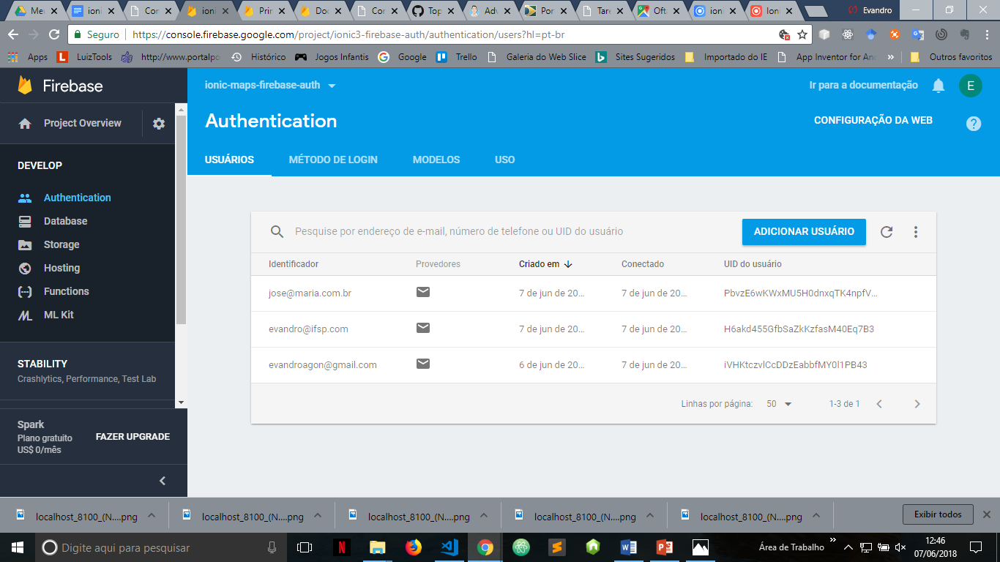 Me
ioni
Cor
ioni
Prir
Doc
Cor
Top
Adv
Por
Tare
Oft
ioni
Ioni
Evandro
Seguro
https://console.firebase.google.com/project/ionic3-firebase-auth/authentication/users?hl=pt-br
Apps
LuizTools
http://www.portalpo
Histórico
Jogos Infantis
Google
Trello
Galeria do Web Slice
Sites Sugeridos
Importado do IE
App Inventor for An
»
Outros favoritos
Firebase
ionic-maps-firebase-auth
Ir para a documentação
E
Project Overview
Authentication
CONFIGURAÇÃO DA WEB
USUÁRIOS
MÉTODO DE LOGIN
MODELOS
USO
DEVELOP
Authentication
Database
Storage
Hosting
Functions
ML Kit
STABILITY
Crashlytics, Performance, Test Lab
Spark
Plano gratuito
US$ 0/mês
FAZER UPGRADE
Pesquise por endereço de e-mail, número de telefone ou UID do usuário
ADICIONAR USUÁRIO
Identificador Provedores Criado em Conectado UID do usuário
jose@maria.com.br 7 de jun de 20... 7 de jun de 20... PbvzE6wKWxMU5H0dnxqTK4npfV...
evandro@ifsp.com 7 de jun de 20... 7 de jun de 20... H6akd455GfbSaZkKzfasM40Eq7B3
evandroagon@gmail.com 6 de jun de 20... 7 de jun de 20... iVHKtczvlCcDDzEabbfMY0l1PB43
Linhas por página: 50 1-3 de 1
localhost_8100_(N....png
localhost_8100_(N....png
localhost_8100_(N....png
localhost_8100_(N....png
localhost_8100_(N....png
Exibir todos
Digite aqui para pesquisar
Área de Trabalho
»
12:46
07/06/2018